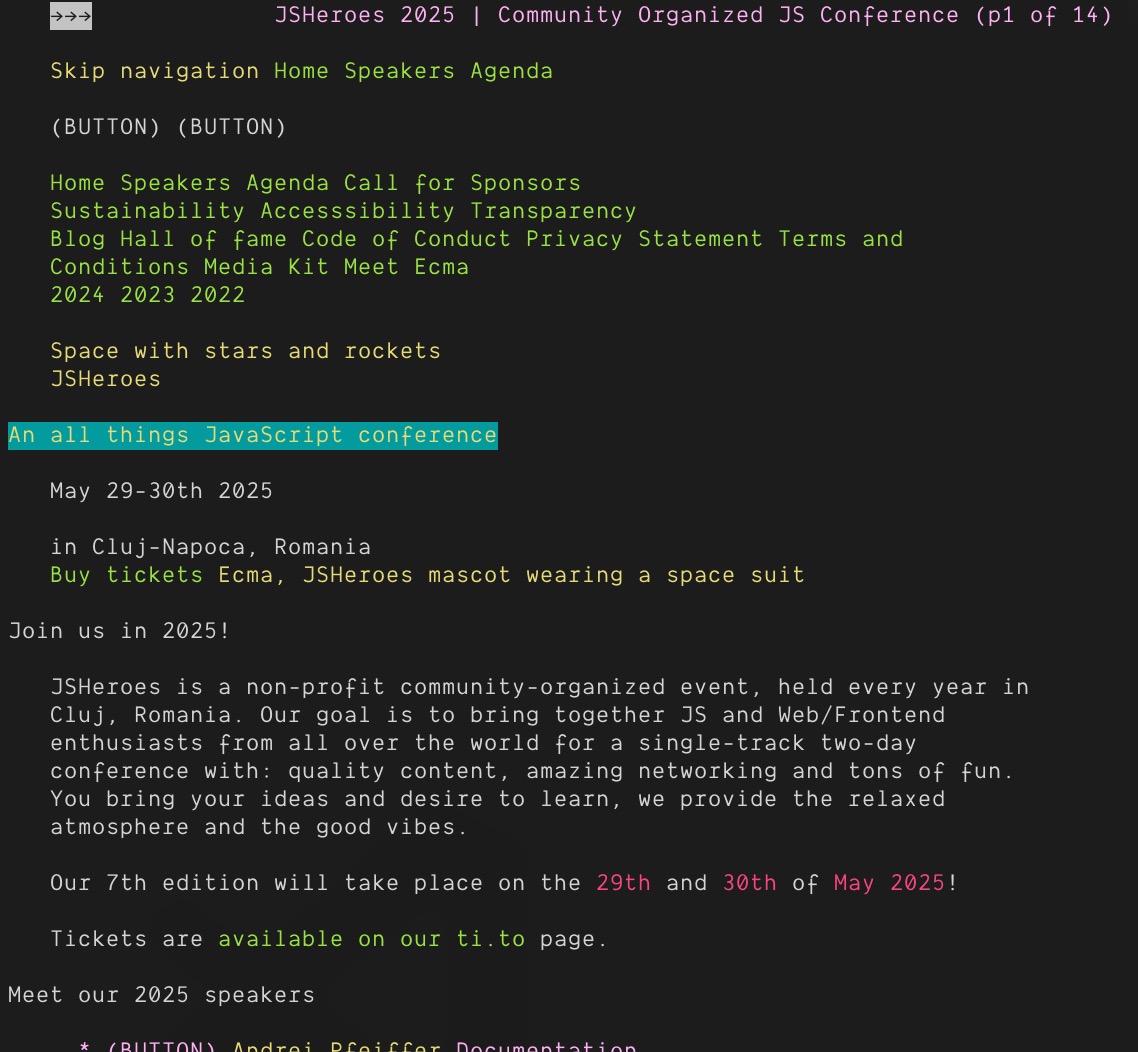 →→→ JSHeroes 2025 | Community Organized JS Conference (p1 of 14)
Skip navigation Home Speakers Agenda
(BUTTON) (BUTTON)
Home Speakers Agenda Call for Sponsors
Sustainability Accesssibility Transparency
Blog Hall of fame Code of Conduct Privacy Statement Terms and
Conditions Media Kit Meet Ecma
2024 2023 2022
Space with stars and rockets
JSHeroes
An all things JavaScript conference
May 29-30th 2025
in Cluj-Napoca, Romania
Buy tickets Ecma, JSHeroes mascot wearing a space suit
Join us in 2025!
JSHeroes is a non-profit community-organized event, held every year in
Cluj, Romania. Our goal is to bring together JS and Web/Frontend
enthusiasts from all over the world for a single-track two-day
conference with: quality content, amazing networking and tons of fun.
You bring your ideas and desire to learn, we provide the relaxed
atmosphere and the good vibes.
Our 7th edition will take place on the 29th and 30th of May 2025!
Tickets are available on our ti.to page.
Meet our 2025 speakers
* (BUTTON) Andrei Pfeiffer Documentation